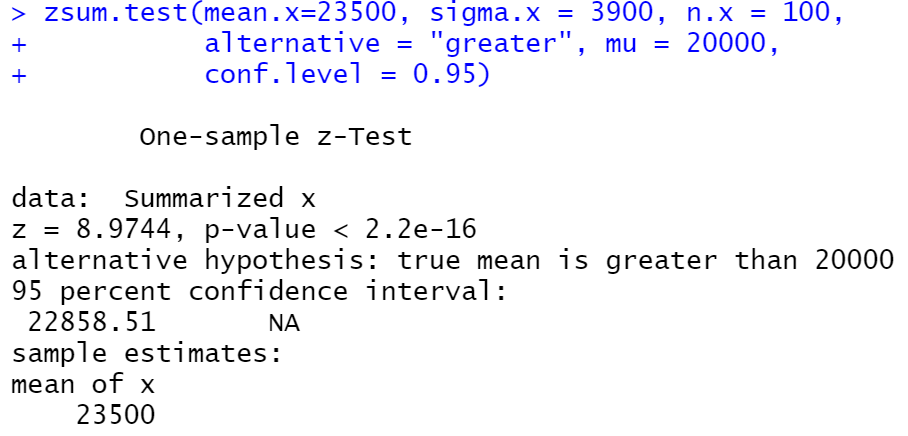 > zsum.test(mean.x=23500, sigma.x = 3900, n.x = 100,
+           alternative = "greater", mu = 20000,
+           conf.level = 0.95)
One-sample z-Test
data:  Summarized x
z = 8.9744, p-value < 2.2e-16
alternative hypothesis: true mean is greater than 20000
95 percent confidence interval:
22858.51       NA
sample estimates:
mean of x
23500